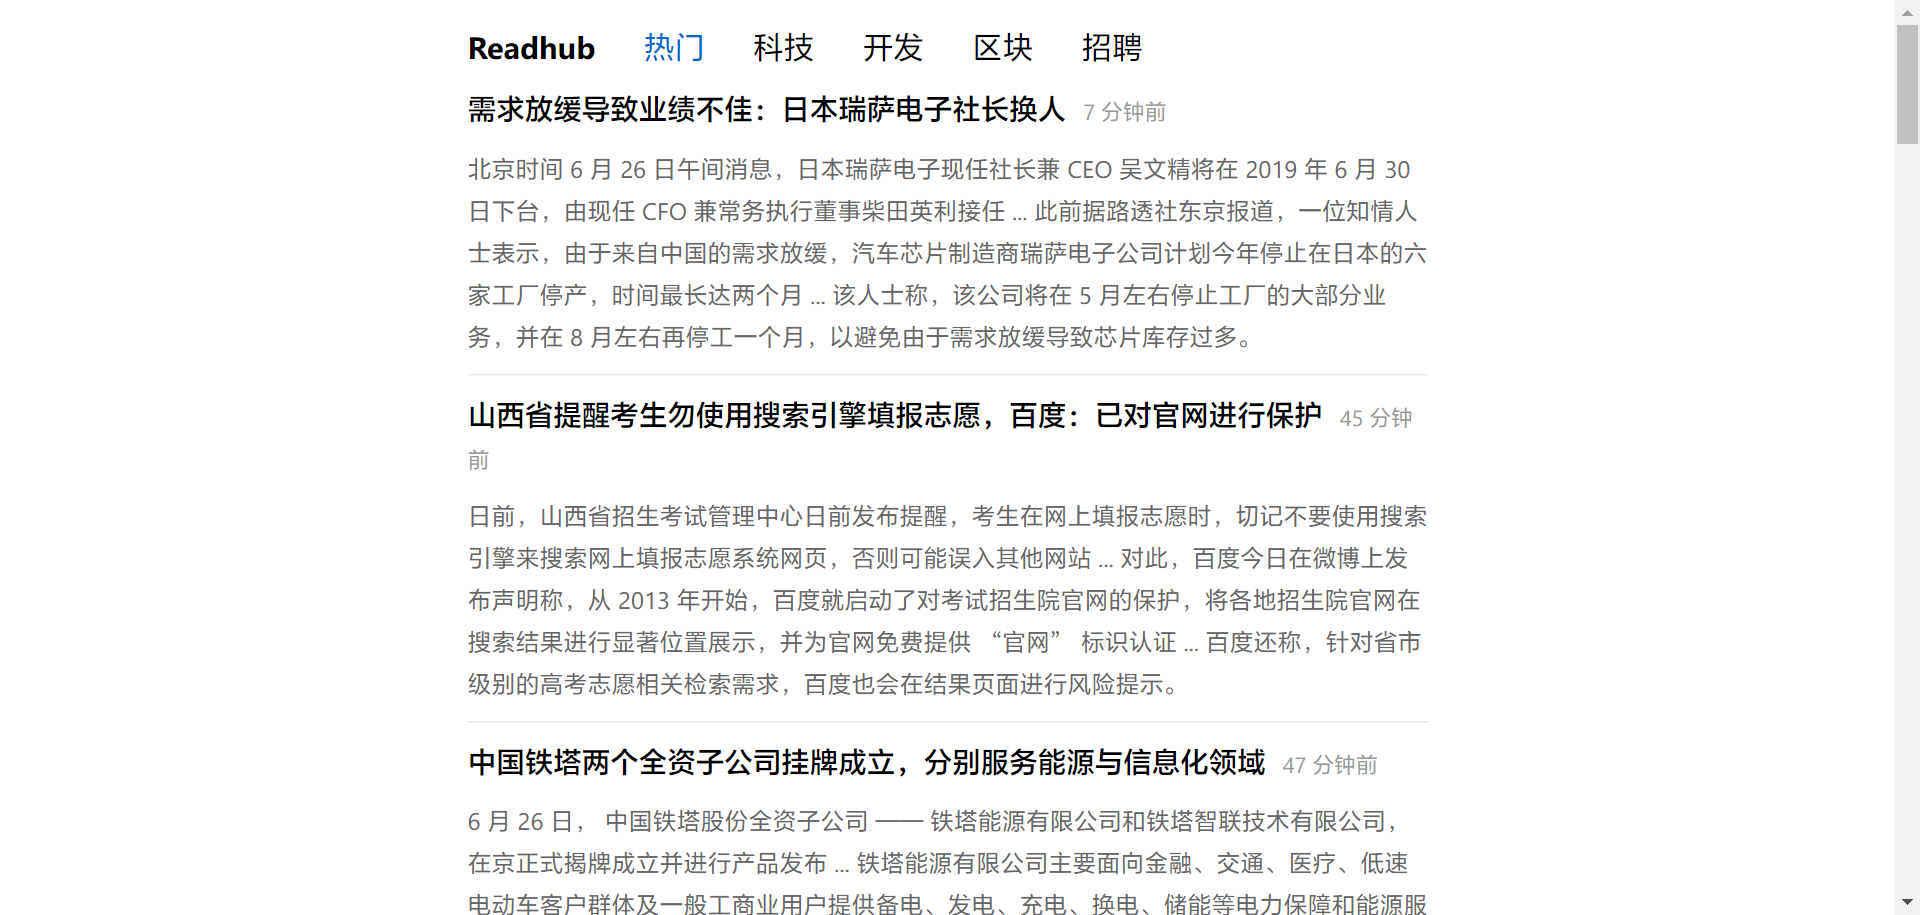 Readhub 热门 科技 开发 区块 招聘
需求放缓导致业绩不佳：日本瑞萨电子社长换人 7 分钟前
北京时间 6 月 26 日午间消息，日本瑞萨电子现任社长兼 CEO 吴文精将在 2019 年 6 月 30
日下台，由现任 CFO 兼常务执行董事柴田英利接任 ... 此前据路透社东京报道，一位知情人
士表示，由于来自中国的需求放缓，汽车芯片制造商瑞萨电子公司计划今年停止在日本的六
家工厂停产，时间最长达两个月 ... 该人士称，该公司将在 5 月左右停止工厂的大部分业
务，并在 8 月左右再停工一个月，以避免由于需求放缓导致芯片库存过多。
山西省提醒考生勿使用搜索引擎填报志愿，百度：已对官网进行保护 45 分钟
前
日前，山西省招生考试管理中心日前发布提醒，考生在网上填报志愿时，切记不要使用搜索
引擎来搜索网上填报志愿系统网页，否则可能误入其他网站 ... 对此，百度今日在微博上发
布声明称，从 2013 年开始，百度就启动了对考试招生院官网的保护，将各地招生院官网在
搜索结果进行显著位置展示，并为官网免费提供 “官网” 标识认证 ... 百度还称，针对省市
级别的高考志愿相关检索需求，百度也会在结果页面进行风险提示。
中国铁塔两个全资子公司挂牌成立，分别服务能源与信息化领域 47 分钟前
6 月 26 日， 中国铁塔股份全资子公司 —— 铁塔能源有限公司和铁塔智联技术有限公司，
在京正式揭牌成立并进行产品发布 ... 铁塔能源有限公司主要面向金融、交通、医疗、低速
电动车客户群体及一般工商业用户提供备电、发电、充电、换电、储能等电力保障和能源服